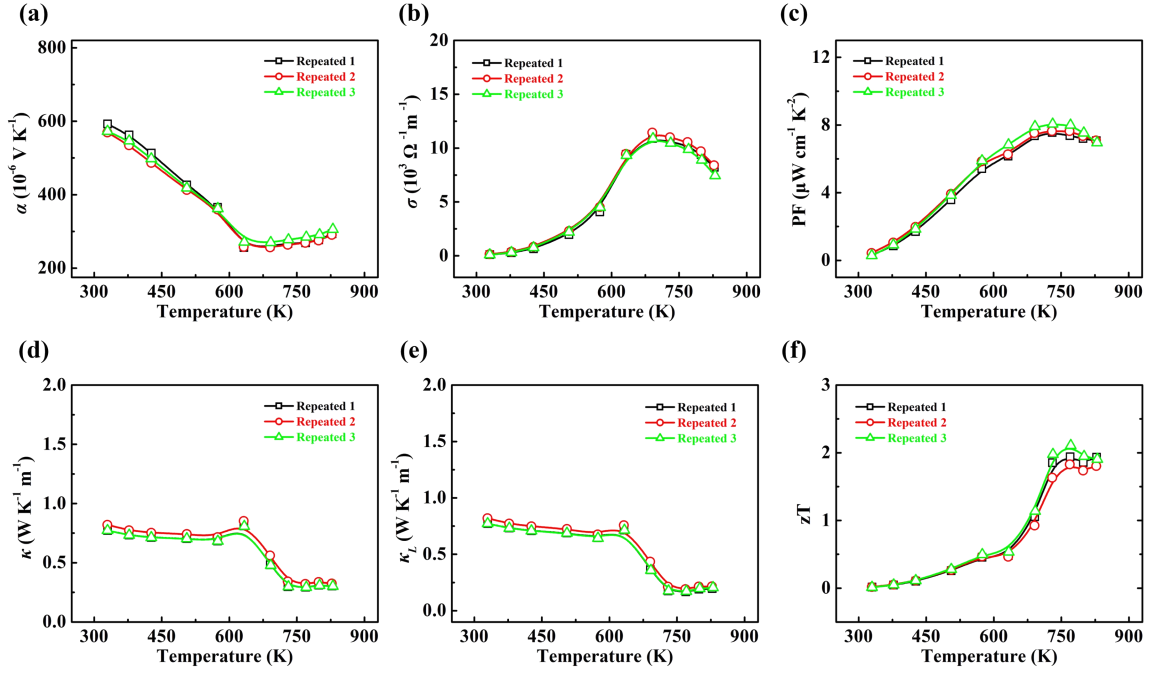 (a)
800
600
400
200
α (10⁻⁶ V K⁻¹)
Repeated 1
Repeated 2
Repeated 3
300 450 600 750 900
Temperature (K)
(b)
20
15
10
5
0
σ (10³ Ω⁻¹ m⁻¹)
Repeated 1
Repeated 2
Repeated 3
300 450 600 750 900
Temperature (K)
(c)
12
8
4
0
PF (μW cm⁻¹ K⁻²)
Repeated 1
Repeated 2
Repeated 3
300 450 600 750 900
Temperature (K)
(d)
2.0
1.5
1.0
0.5
0.0
κ (W K⁻¹ m⁻¹)
Repeated 1
Repeated 2
Repeated 3
300 450 600 750 900
Temperature (K)
(e)
2.0
1.5
1.0
0.5
0.0
κL (W K⁻¹ m⁻¹)
Repeated 1
Repeated 2
Repeated 3
300 450 600 750 900
Temperature (K)
(f)
3
2
1
0
zT
Repeated 1
Repeated 2
Repeated 3
300 450 600 750 900
Temperature (K)